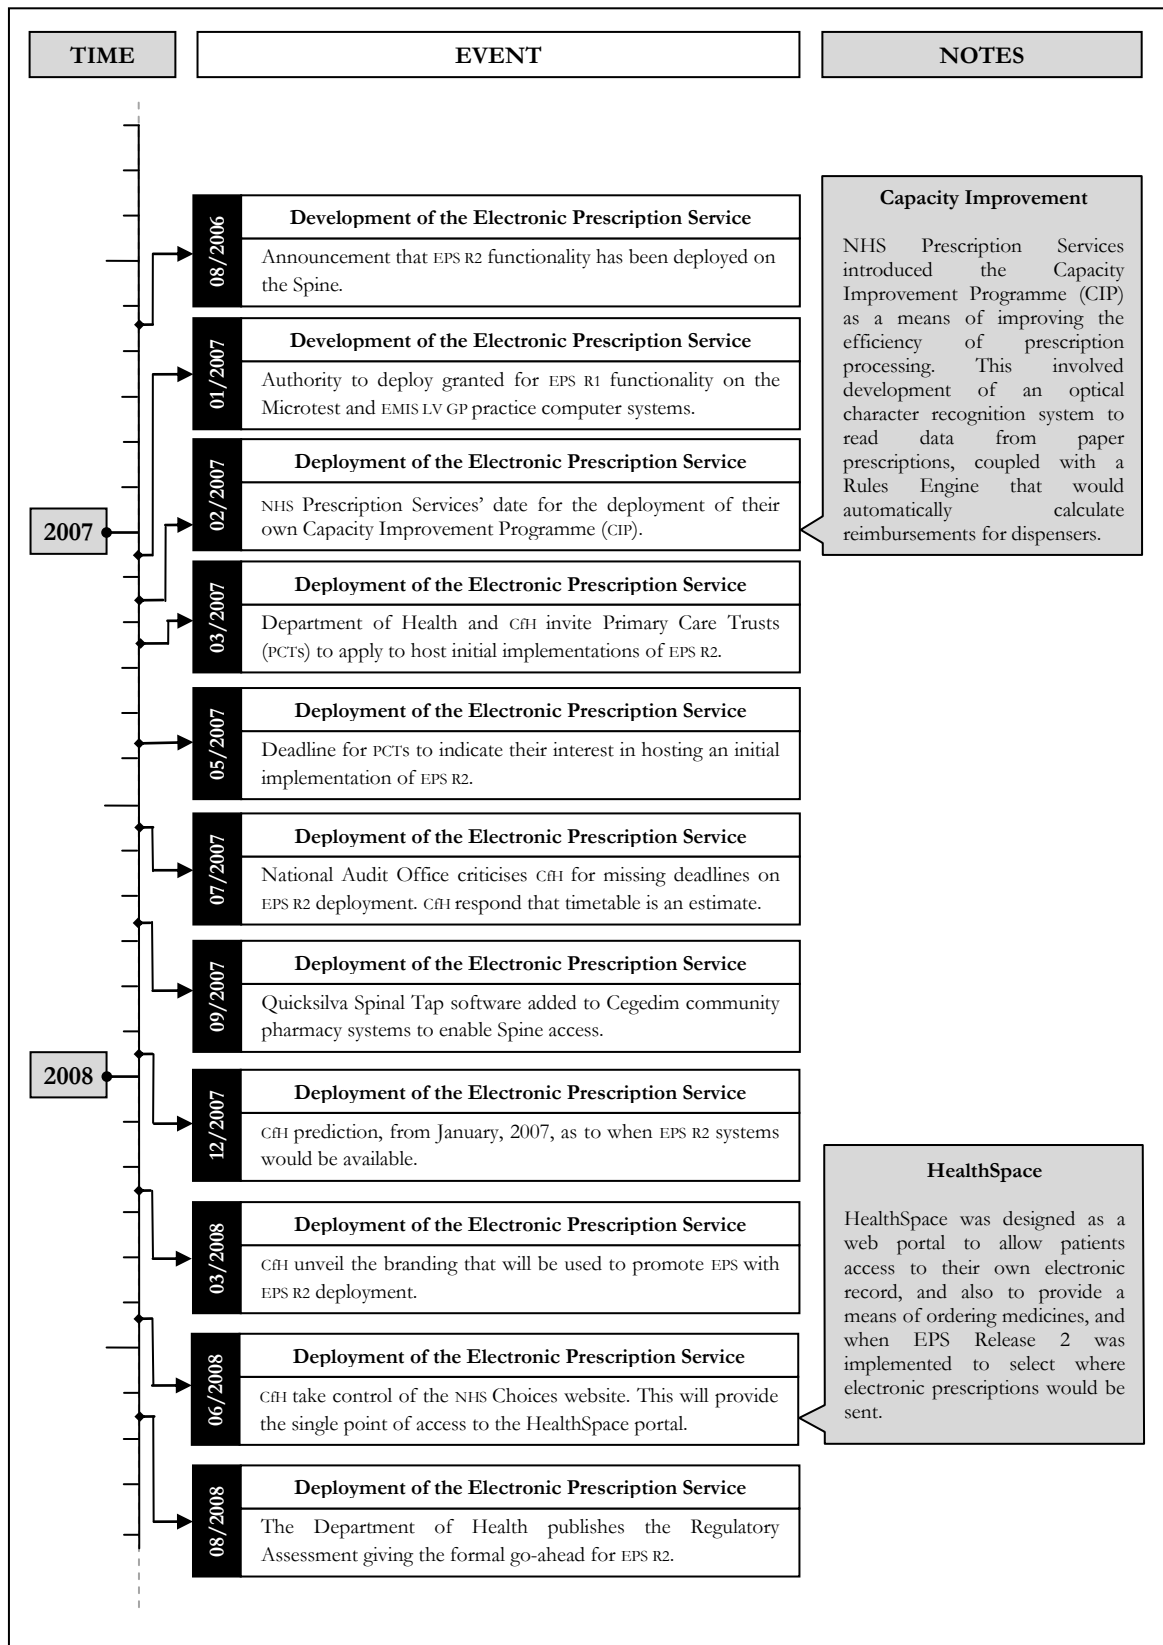 TIME
EVENT
NOTES
2007
2008
08/2006
Development of the Electronic Prescription Service
Announcement that EPS R2 functionality has been deployed on
the Spine.
01/2007
Development of the Electronic Prescription Service
Authority to deploy granted for EPS R1 functionality on the
Microtest and EMIS LV GP practice computer systems.
02/2007
Deployment of the Electronic Prescription Service
NHS Prescription Services' date for the deployment of their
own Capacity Improvement Programme (CIP).
03/2007
Deployment of the Electronic Prescription Service
Department of Health and CfH invite Primary Care Trusts
(PCTs) to apply to host initial implementations of EPS R2.
05/2007
Deployment of the Electronic Prescription Service
Deadline for PCTs to indicate their interest in hosting an initial
implementation of EPS R2.
07/2007
Deployment of the Electronic Prescription Service
National Audit Office criticises CfH for missing deadlines on
EPS R2 deployment. CfH respond that timetable is an estimate.
09/2007
Deployment of the Electronic Prescription Service
Quicksilva Spinal Tap software added to Cegedim community
pharmacy systems to enable Spine access.
12/2007
Deployment of the Electronic Prescription Service
CfH prediction, from January, 2007, as to when EPS R2 systems
would be available.
03/2008
Deployment of the Electronic Prescription Service
CfH unveil the branding that will be used to promote EPS with
EPS R2 deployment.
06/2008
Deployment of the Electronic Prescription Service
CfH take control of the NHS Choices website. This will provide
the single point of access to the HealthSpace portal.
08/2008
Deployment of the Electronic Prescription Service
The Department of Health publishes the Regulatory
Assessment giving the formal go-ahead for EPS R2.
Capacity Improvement
NHS Prescription Services
introduced the Capacity
Improvement Programme (CIP)
as a means of improving the
efficiency of prescription
processing. This involved
development of an optical
character recognition system to
read data from paper
prescriptions, coupled with a
Rules Engine that would
automatically calculate
reimbursements for dispensers.
HealthSpace
HealthSpace was designed as a
web portal to allow patients
access to their own electronic
record, and also to provide a
means of ordering medicines, and
when EPS Release 2 was
implemented to select where
electronic prescriptions would be
sent.